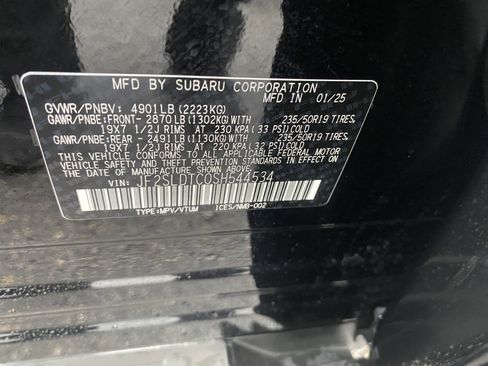 MFD BY SUBARU CORPORATION
MFD IN 01/25
GVWR/PNBV: 4901LB (2223KG)
GAWR/PNBE:FRONT- 2870LB (1302KG) WITH 235/50R19 TIRES,
19X7 1/2J RIMS AT 230 KPA (33 PSI) COLD
GAWR/PNBE:REAR - 2491LB (1130KG) WITH 235/50R19 TIRES,
19X7 1/2J RIMS AT 220 KPA (32 PSI) COLD
THIS VEHICLE CONFORMS TO ALL APPLICABLE FEDERAL MOTOR
VEHICLE SAFETY STANDARDS IN EFFECT ON
THE DATE OF MANUFACTURE SHOWN ABOVE
VIN: JF2SLDTC0SH544534
TYPE:MPV/VTUM ICES/NMB-002